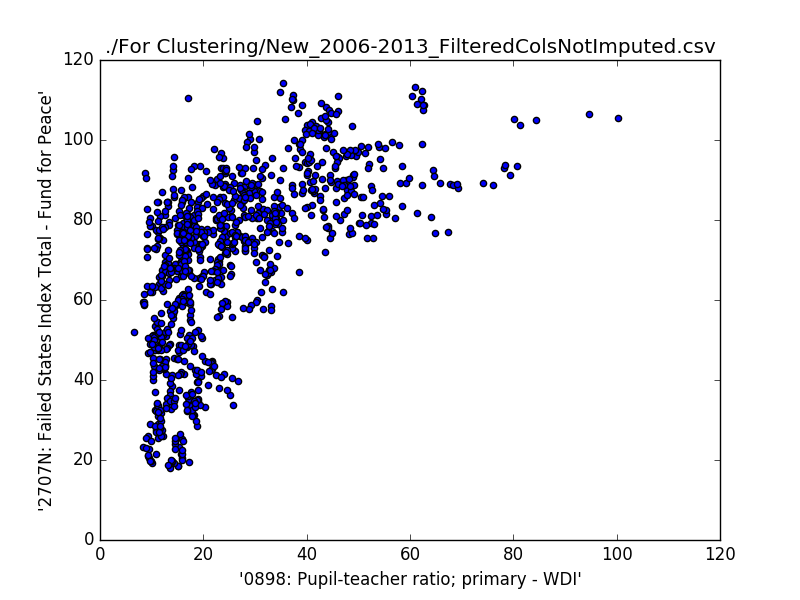 ./For Clustering/New_2006-2013_FilteredColsNotImputed.csv
120
100
80
60
40
20
0
'2707N: Failed States Index Total - Fund for Peace'
0 20 40 60 80 100 120
'0898: Pupil-teacher ratio; primary - WDI'